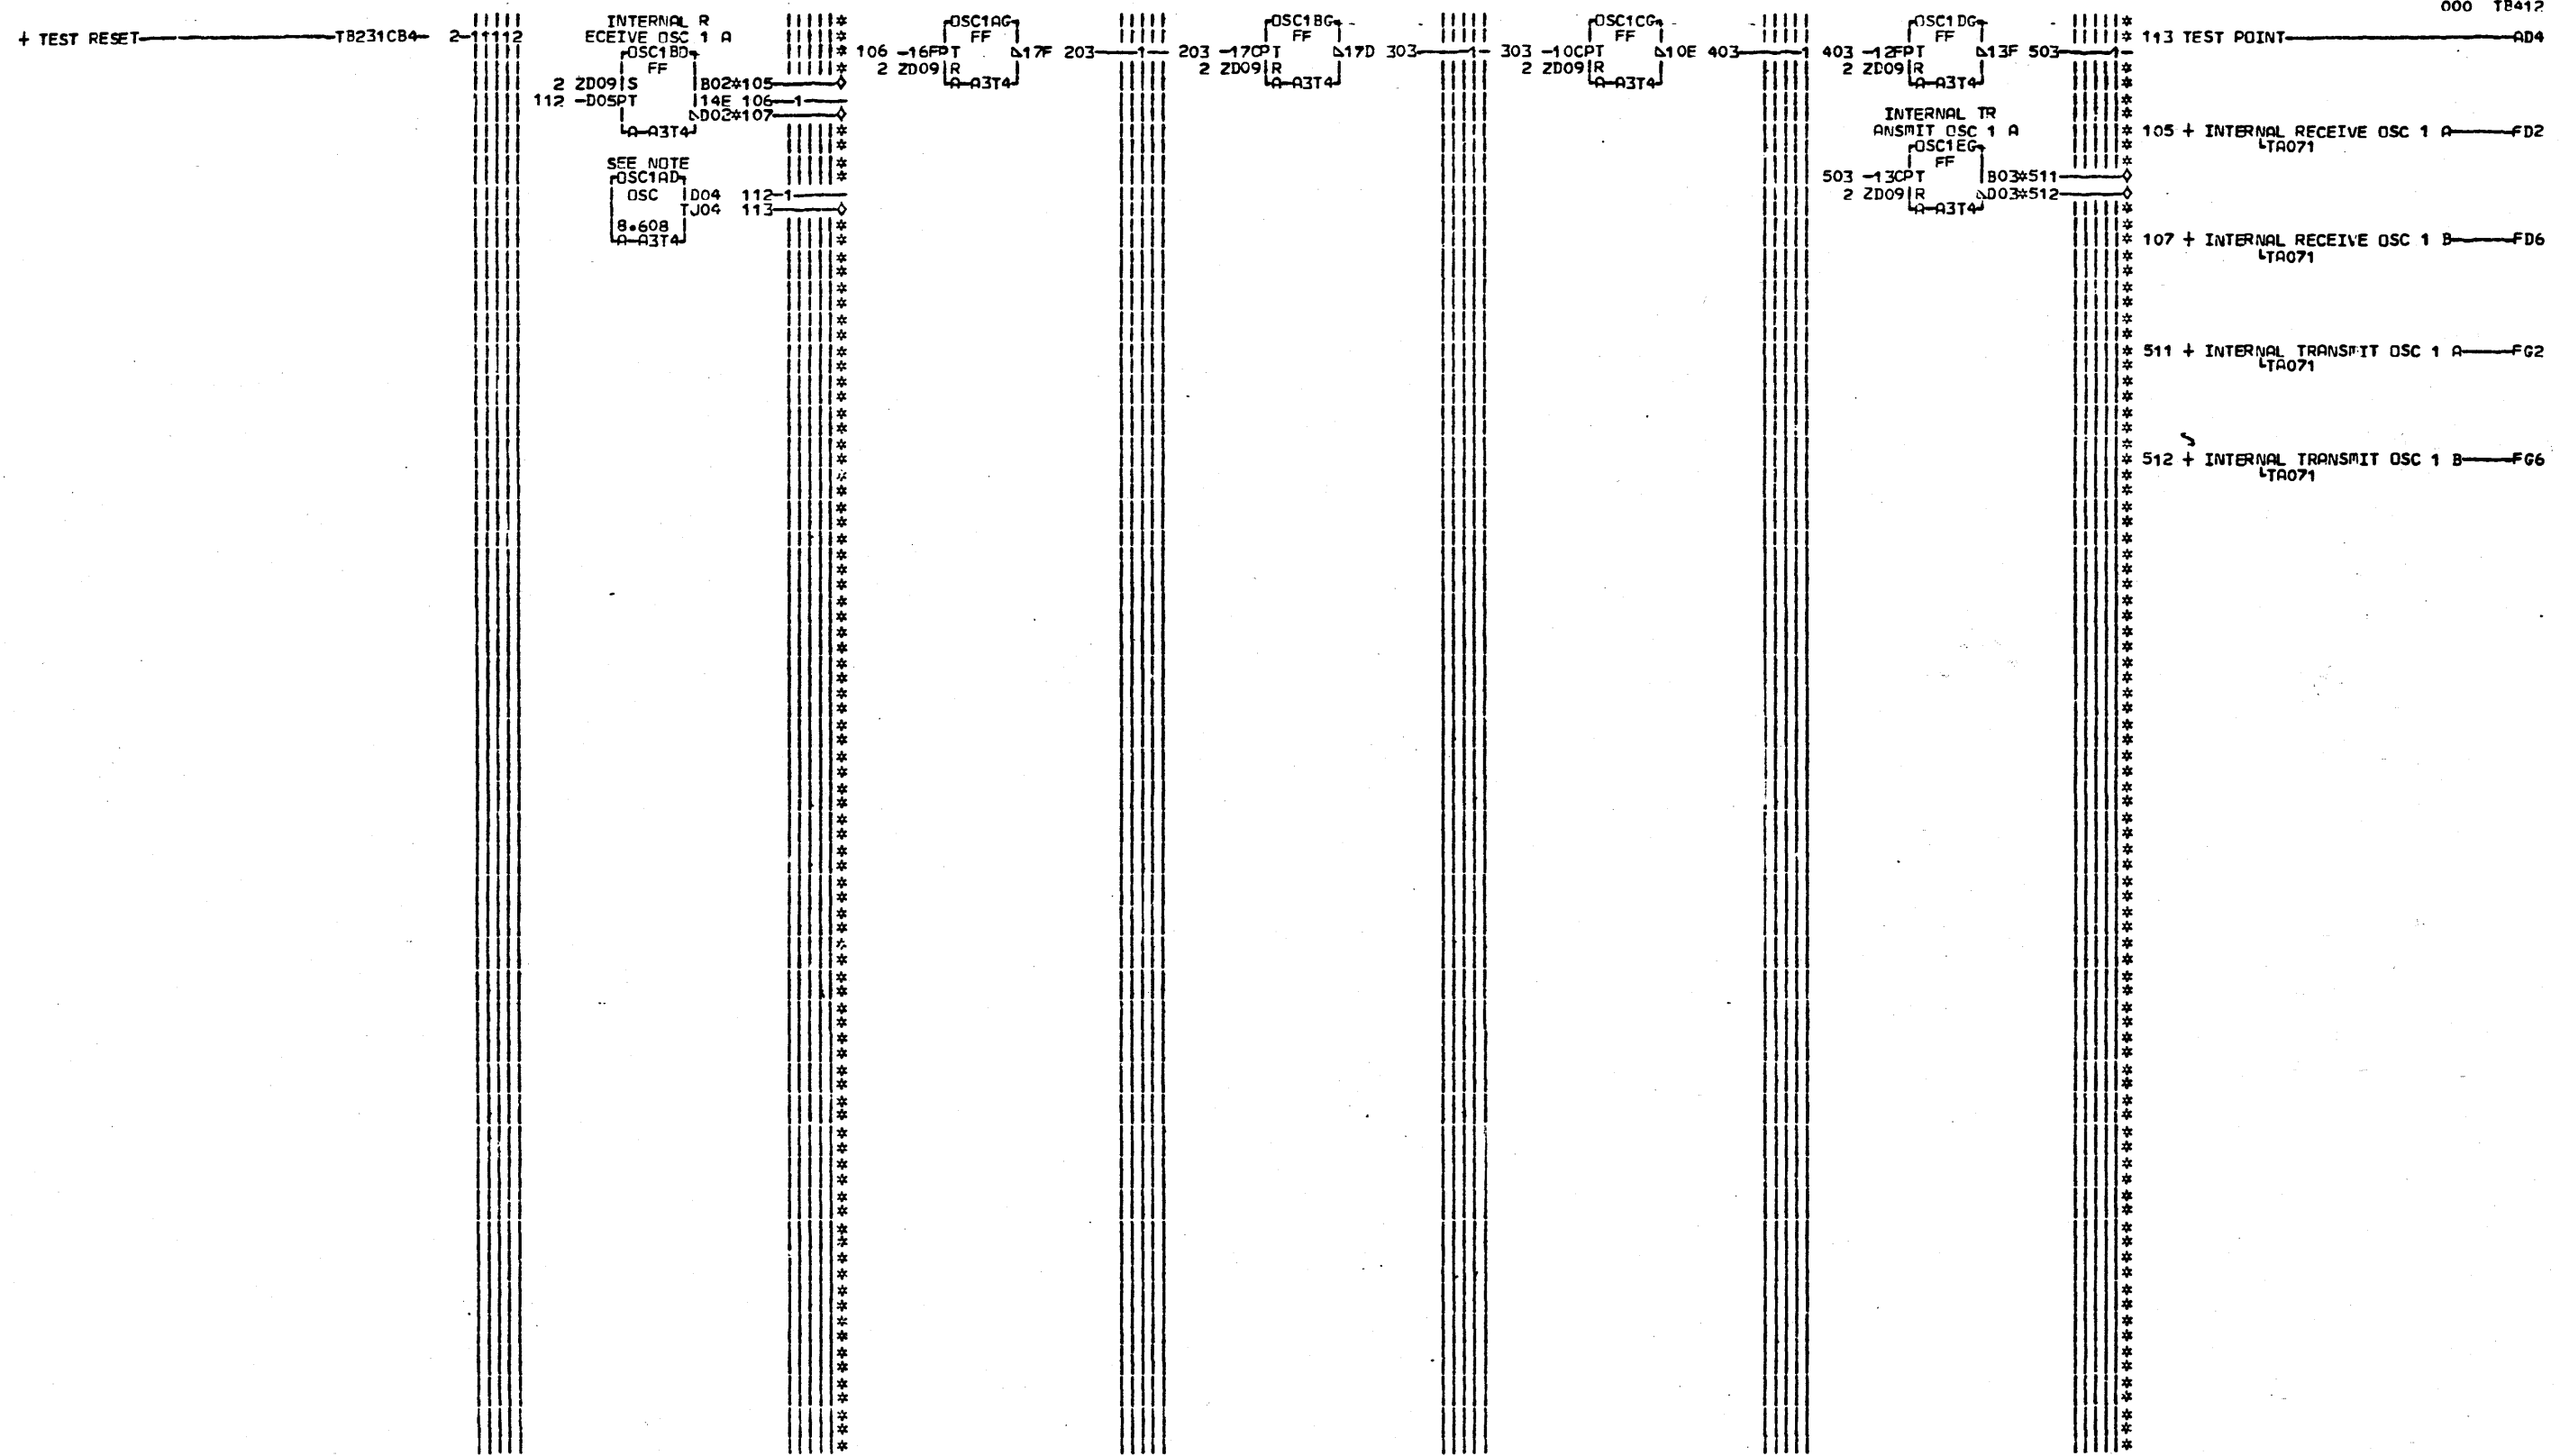 000 TB412
+ TEST RESET TB231CB4 2-11112
INTERNAL R
ECEIVE OSC 1 A
OSC1BD
FF
2 ZD09 S B02*105
112 -D05PT 14E 106 1
D02*107
A-A3T4
SEE NOTE
OSC1AD
OSC D04 112-1
TJ04 113
8.608
A-A3T4
OSC1AG
FF
106 -16FPT 17F 203 1
2 ZD09 R
A-A3T4
OSC1BG
FF
203 -17CPT 17D 303 1
2 ZD09 R
A-A3T4
OSC1CG
FF
303 -10CPT 10E 403 1
2 ZD09 R
A-A3T4
OSC1DG
FF
403 -12FPT 13F 503 1
2 ZD09 R
A-A3T4
INTERNAL TR
ANSMIT OSC 1 A
OSC1EG
FF
503 -13CPT B03*511
2 ZD09 R D03*512
A-A3T4
113 TEST POINT AD4
105 + INTERNAL RECEIVE OSC 1 A FD2
TA071
107 + INTERNAL RECEIVE OSC 1 B FD6
TA071
511 + INTERNAL TRANSMIT OSC 1 A FG2
TA071
512 + INTERNAL TRANSMIT OSC 1 B FG6
TA071